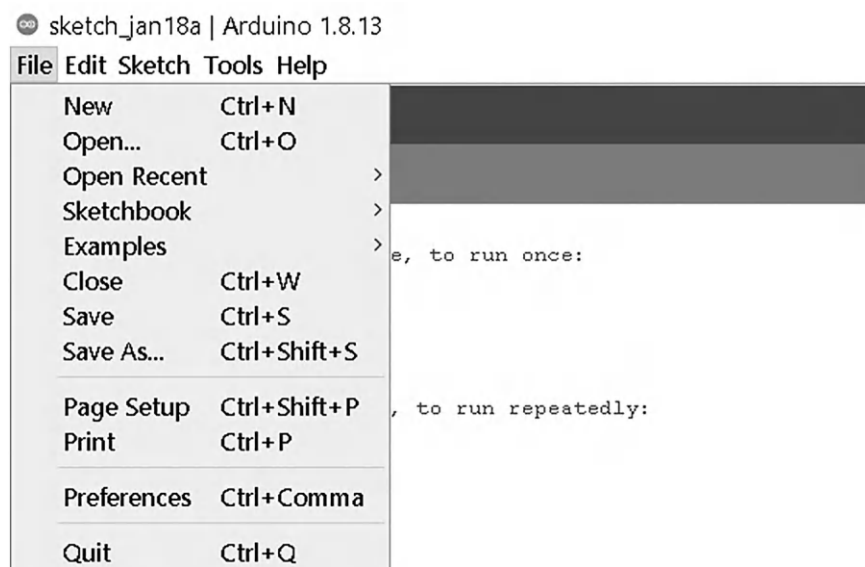 sketch_jan18a | Arduino 1.8.13
File Edit Sketch Tools Help
New Ctrl+N
Open... Ctrl+O
Open Recent >
Sketchbook >
Examples >
e, to run once:
Close Ctrl+W
Save Ctrl+S
Save As... Ctrl+Shift+S
Page Setup Ctrl+Shift+P
, to run repeatedly:
Print Ctrl+P
Preferences Ctrl+Comma
Quit Ctrl+Q